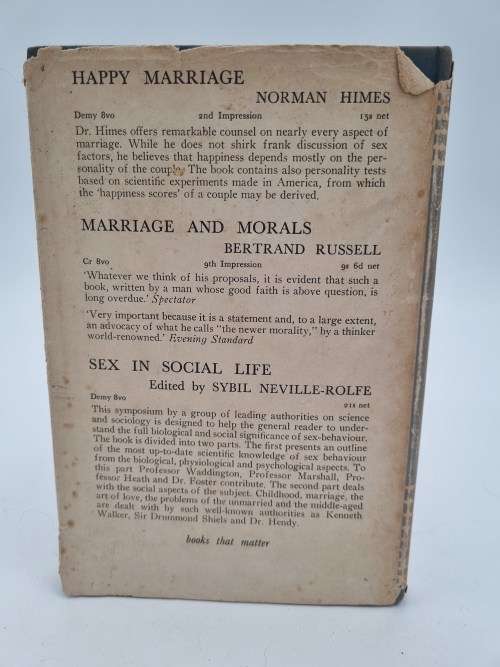 HAPPY MARRIAGE
NORMAN HIMES
Demy 8vo 2nd Impression 15s net
Dr. Himes offers remarkable counsel on nearly every aspect of
marriage. While he does not shirk frank discussion of sex
factors, he believes that happiness depends mostly on the per-
sonality of the couple. The book contains also personality tests
based on scientific experiments made in America, from which
the 'happiness scores' of a couple may be derived.
MARRIAGE AND MORALS
BERTRAND RUSSELL
Cr 8vo 9th Impression 9s 6d net
'Whatever we think of his proposals, it is evident that such a
book, written by a man whose good faith is above question, is
long overdue.' Spectator
'Very important because it is a statement and, to a large extent,
an advocacy of what he calls "the newer morality," by a thinker
world-renowned.' Evening Standard
SEX IN SOCIAL LIFE
Edited by SYBIL NEVILLE-ROLFE
Demy 8vo 21s net
This symposium by a group of leading authorities on science
and sociology is designed to help the general reader to under-
stand the full biological and social significance of sex-behaviour.
The book is divided into two parts. The first presents an outline
of the most up-to-date scientific knowledge of sex behaviour
from the biological, physiological and psychological aspects. To
this part Professor Waddington, Professor Marshall, Pro-
fessor Heath and Dr. Foster contribute. The second part deals
with the social aspects of the subject. Childhood, marriage, the
art of love, the problems of the unmarried and the middle-aged
are dealt with by such well-known authorities as Kenneth
Walker, Sir Drummond Shiels and Dr. Hendy.
books that matter